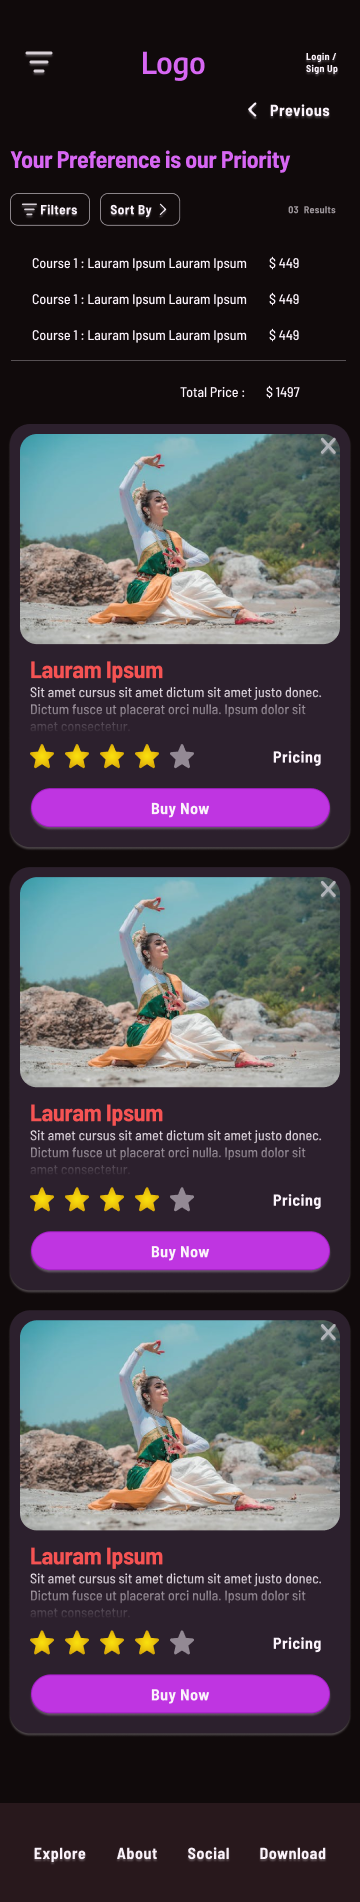 Logo
Login /
Sign Up
Previous
Your Preference is our Priority
Filters
Sort By
03 Results
Course 1 : Lauram Ipsum Lauram Ipsum $ 449
Course 1 : Lauram Ipsum Lauram Ipsum $ 449
Course 1 : Lauram Ipsum Lauram Ipsum $ 449
Total Price : $ 1497
Lauram Ipsum
Sit amet cursus sit amet dictum sit amet justo donec.
Dictum fusce ut placerat orci nulla. Ipsum dolor sit
amet consectetur.
Pricing
Buy Now
Lauram Ipsum
Sit amet cursus sit amet dictum sit amet justo donec.
Dictum fusce ut placerat orci nulla. Ipsum dolor sit
amet consectetur.
Pricing
Buy Now
Lauram Ipsum
Sit amet cursus sit amet dictum sit amet justo donec.
Dictum fusce ut placerat orci nulla. Ipsum dolor sit
amet consectetur.
Pricing
Buy Now
Explore About Social Download